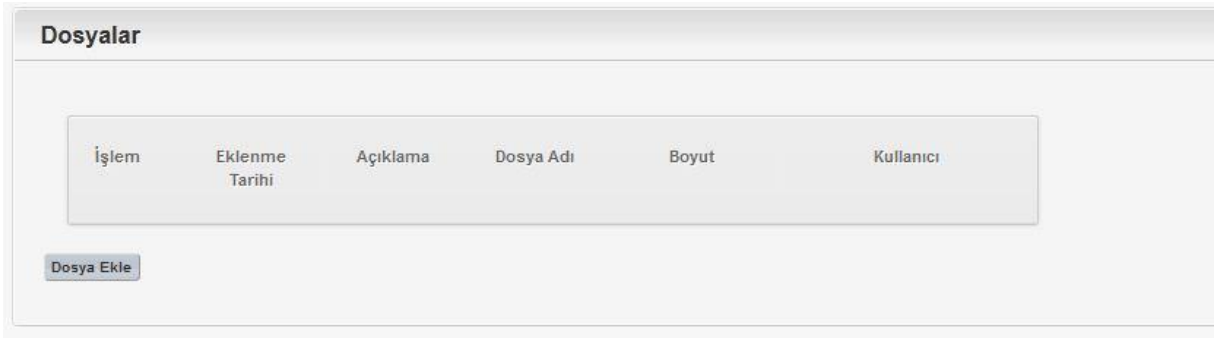 Dosyalar
İşlem Eklenme Tarihi Açıklama Dosya Adı Boyut Kullanıcı
Dosya Ekle